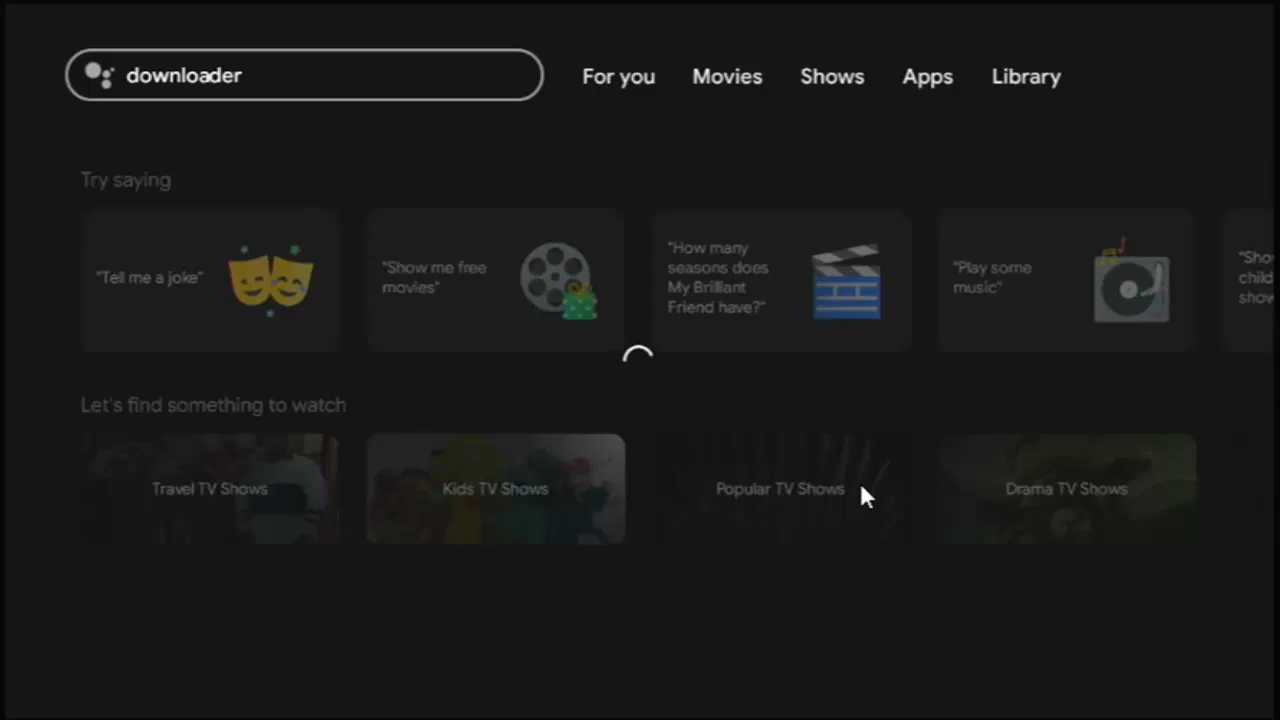 downloader
For you
Movies
Shows
Apps
Library
Try saying
"Tell me a joke"
"Show me free
movies"
"How many
seasons does
My Brilliant
Friend have?"
"Play some
music"
Let's find something to watch
Travel TV Shows
Kids TV Shows
Popular TV Shows
Drama TV Shows